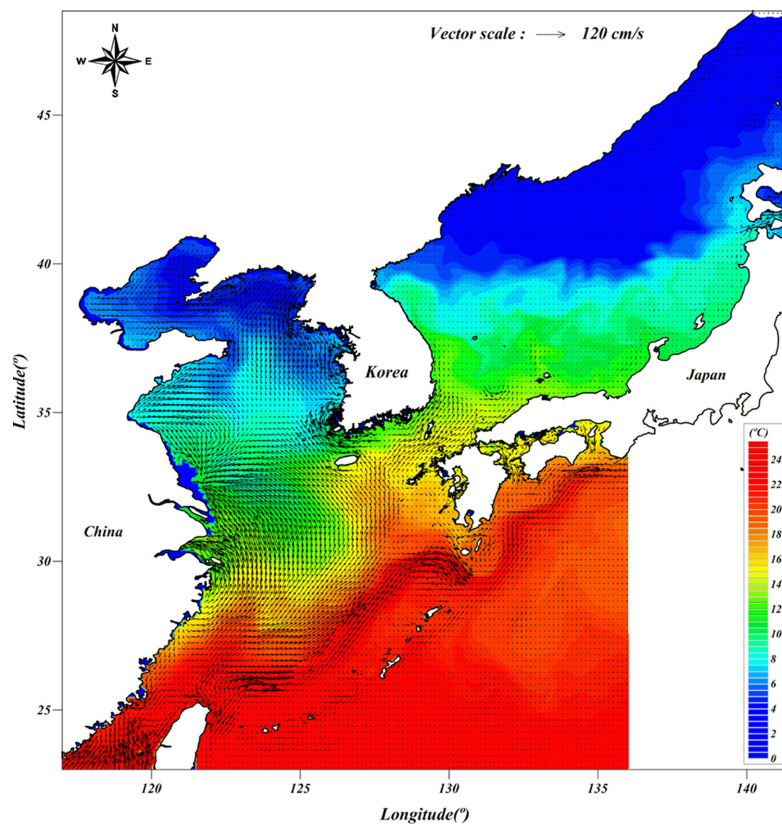 Vector scale : → 120 cm/s
N
W E
S
45
40
35
30
25
Latitude(º)
Korea
Japan
China
(ºC)
24
22
20
18
16
14
12
10
8
6
4
2
0
120 125 130 135 140
Longitude(º)